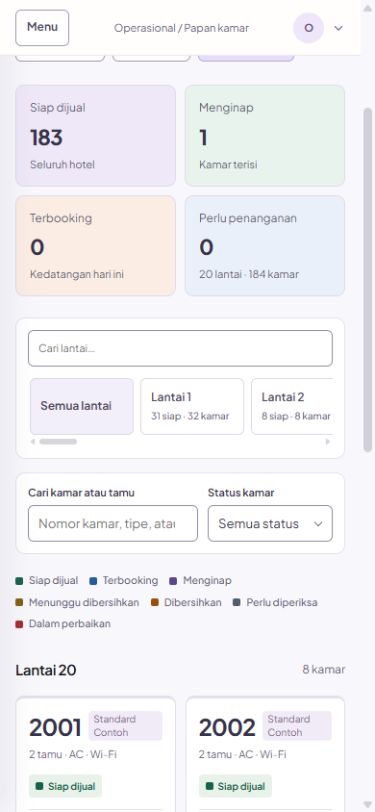 Menu
Operasional / Papan kamar
O
Siap dijual
183
Seluruh hotel
Menginap
1
Kamar terisi
Terbooking
0
Kedatangan hari ini
Perlu penanganan
0
20 lantai · 184 kamar
Cari lantai...
Semua lantai
Lantai 1
31 siap · 32 kamar
Lantai 2
8 siap · 8 kamar
Cari kamar atau tamu
Status kamar
Nomor kamar, tipe, atau
Semua status
Siap dijual
Terbooking
Menginap
Menunggu dibersihkan
Dibersihkan
Perlu diperiksa
Dalam perbaikan
Lantai 20
8 kamar
2001
Standard
Contoh
2 tamu · AC · Wi-Fi
Siap dijual
2002
Standard
Contoh
2 tamu · AC · Wi-Fi
Siap dijual